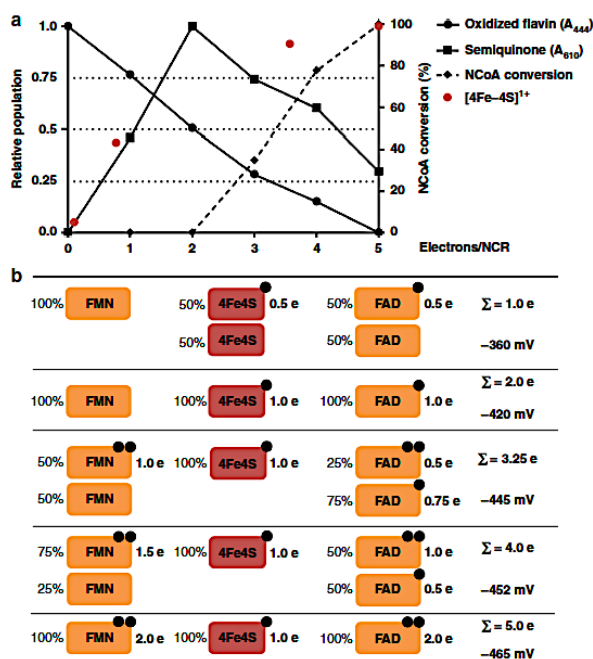 a
Relative population
1.0
0.75
0.5
0.25
0.0
0 1 2 3 4 5 Electrons/NCR
100
80
60
40
20
0
NCoA conversion (%)
Oxidized flavin (A444)
Semiquinone (A610)
NCoA conversion
[4Fe–4S]1+
b
100% FMN 50% 4Fe4S 0.5 e 50% FAD 0.5 e Σ = 1.0 e
50% 4Fe4S 50% FAD –360 mV
100% FMN 100% 4Fe4S 1.0 e 100% FAD 1.0 e Σ = 2.0 e
–420 mV
50% FMN 1.0 e 100% 4Fe4S 1.0 e 25% FAD 0.5 e Σ = 3.25 e
50% FMN 75% FAD 0.75 e –445 mV
75% FMN 1.5 e 100% 4Fe4S 1.0 e 50% FAD 1.0 e Σ = 4.0 e
25% FMN 50% FAD 0.5 e –452 mV
100% FMN 2.0 e 100% 4Fe4S 1.0 e 100% FAD 2.0 e Σ = 5.0 e
–465 mV